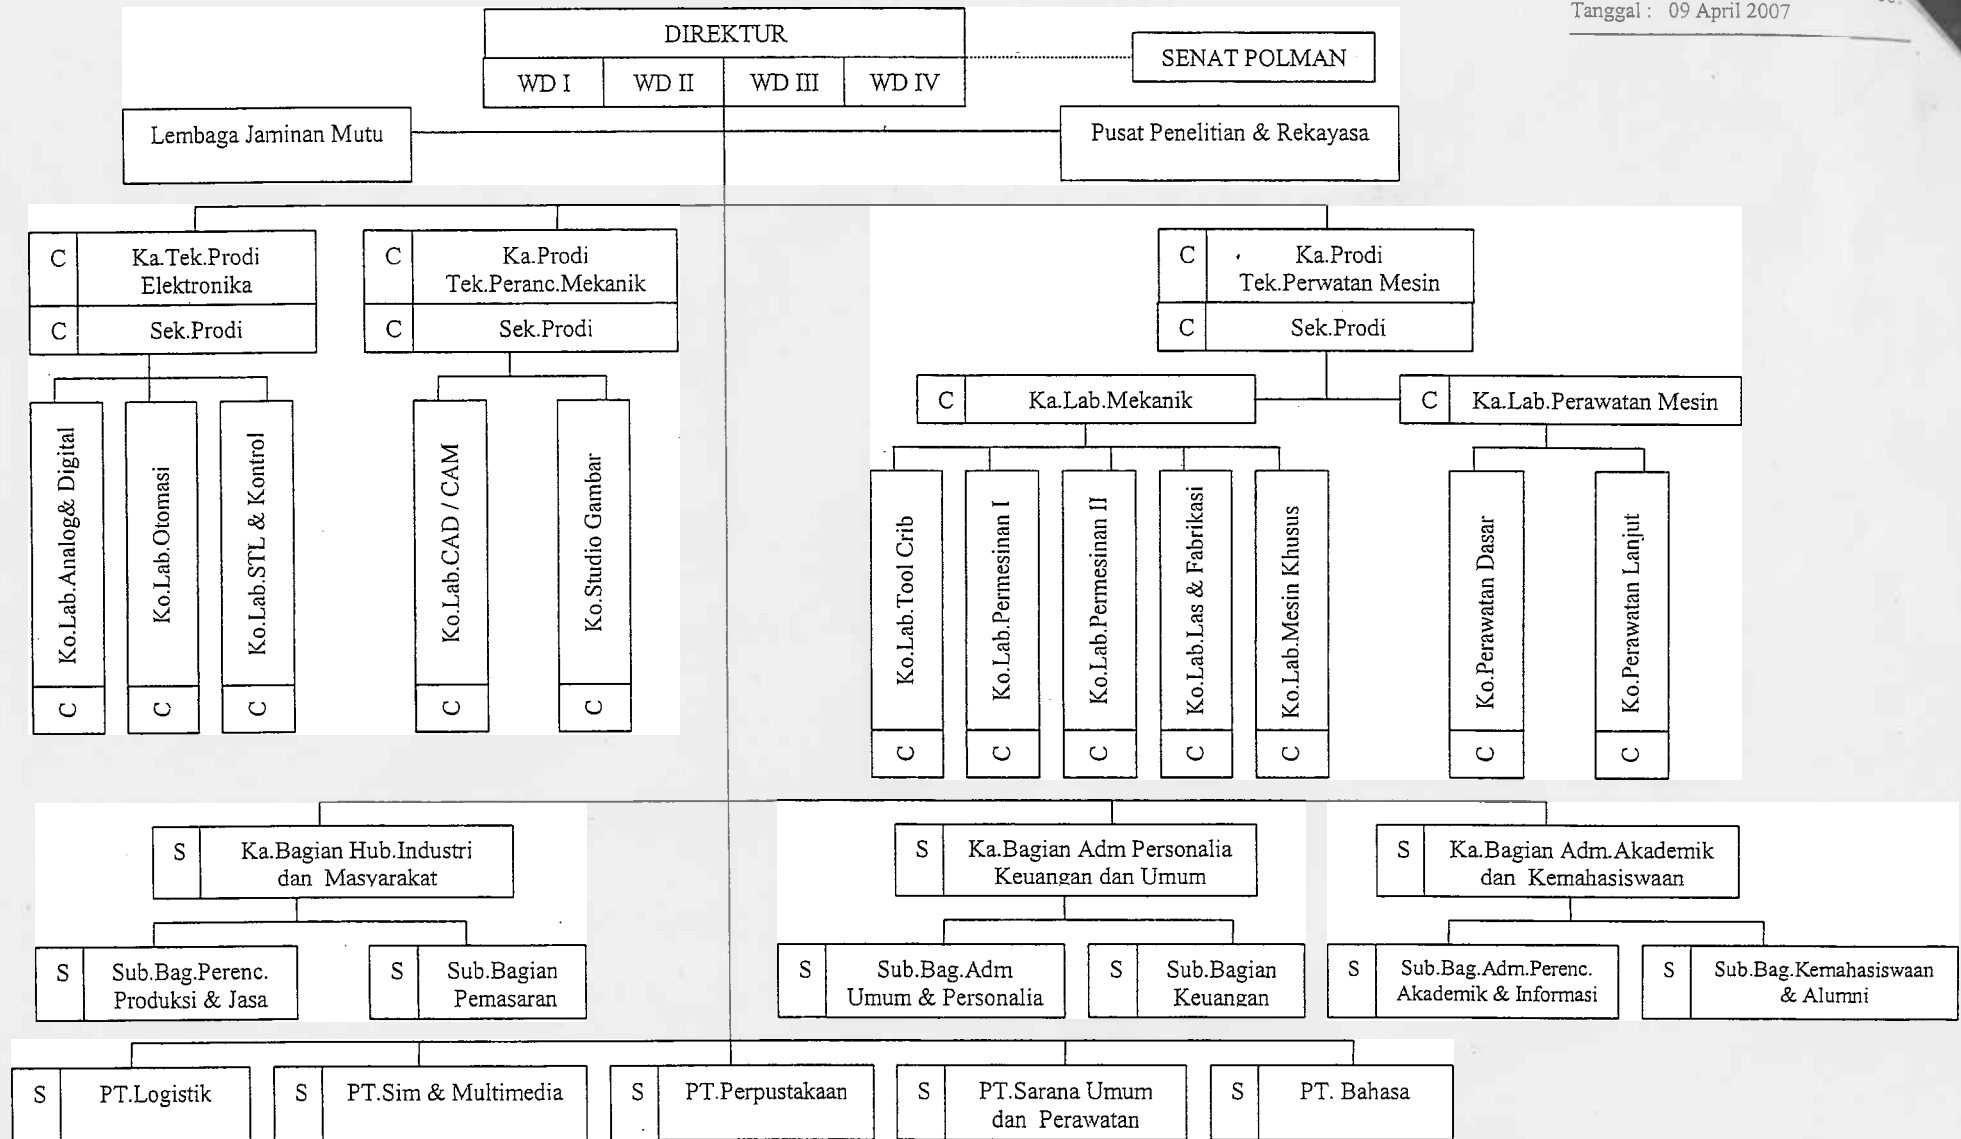 Tanggal : 09 April 2007
DIREKTUR
WD I
WD II
WD III
WD IV
SENAT POLMAN
Lembaga Jaminan Mutu
Pusat Penelitian & Rekayasa
C
Ka.Tek.Prodi
Elektronika
C
Sek.Prodi
C
Ka.Prodi
Tek.Peranc.Mekanik
C
Sek.Prodi
C
Ka.Prodi
Tek.Perwatan Mesin
C
Sek.Prodi
C
Ka.Lab.Mekanik
C
Ka.Lab.Perawatan Mesin
Ko.Lab.Analog& Digital
C
Ko.Lab.Otomasi
C
Ko.Lab.STL & Kontrol
C
Ko.Lab.CAD / CAM
C
Ko.Studio Gambar
C
Ko.Lab.Tool Crib
C
Ko.Lab.Permesinan I
C
Ko.Lab.Permesinan II
C
Ko.Lab.Las & Fabrikasi
C
Ko.Lab.Mesin Khusus
C
Ko.Perawatan Dasar
C
Ko.Perawatan Lanjut
C
S
Ka.Bagian Hub.Industri
dan Masyarakat
S
Ka.Bagian Adm Personalia
Keuangan dan Umum
S
Ka.Bagian Adm.Akademik
dan Kemahasiswaan
S
Sub.Bag.Perenc.
Produksi & Jasa
S
Sub.Bagian
Pemasaran
S
Sub.Bag.Adm
Umum & Personalia
S
Sub.Bagian
Keuangan
S
Sub.Bag.Adm.Perenc.
Akademik & Informasi
S
Sub.Bag.Kemahasiswaan
& Alumni
S
PT.Logistik
S
PT.Sim & Multimedia
S
PT.Perpustakaan
S
PT.Sarana Umum
dan Perawatan
S
PT. Bahasa